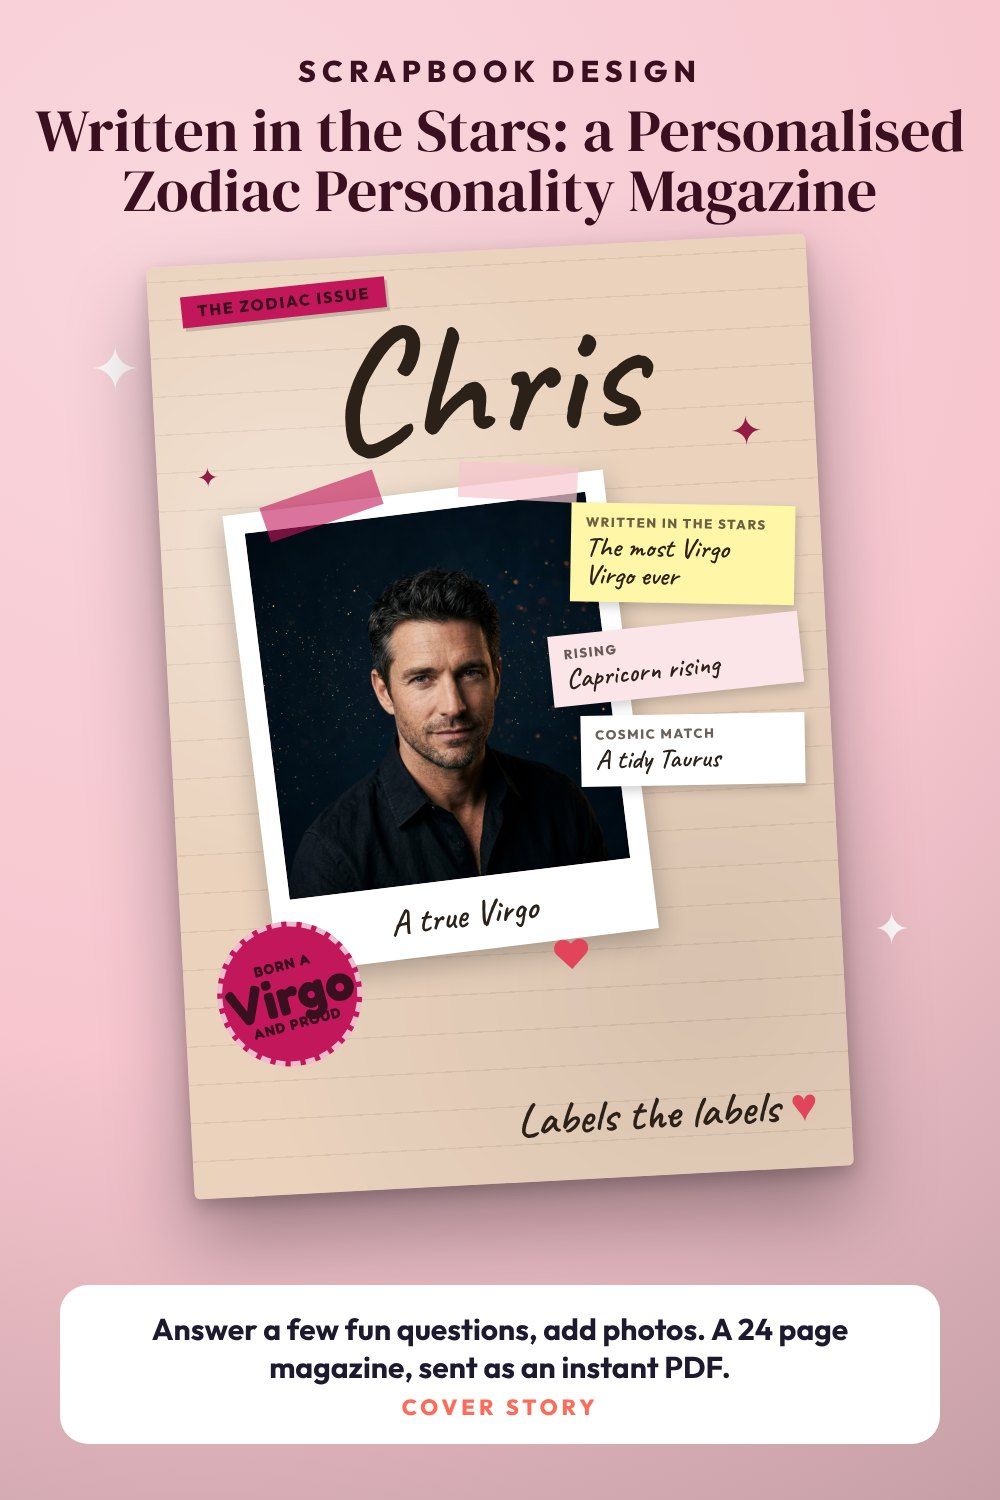 SCRAPBOOK DESIGN
Written in the Stars: a Personalised
Zodiac Personality Magazine
THE ZODIAC ISSUE
Chris
WRITTEN IN THE STARS
The most Virgo
Virgo ever
RISING
Capricorn rising
COSMIC MATCH
A tidy Taurus
A true Virgo
BORN A
Virgo
AND PROUD
Labels the labels
Answer a few fun questions, add photos. A 24 page
magazine, sent as an instant PDF.
COVER STORY